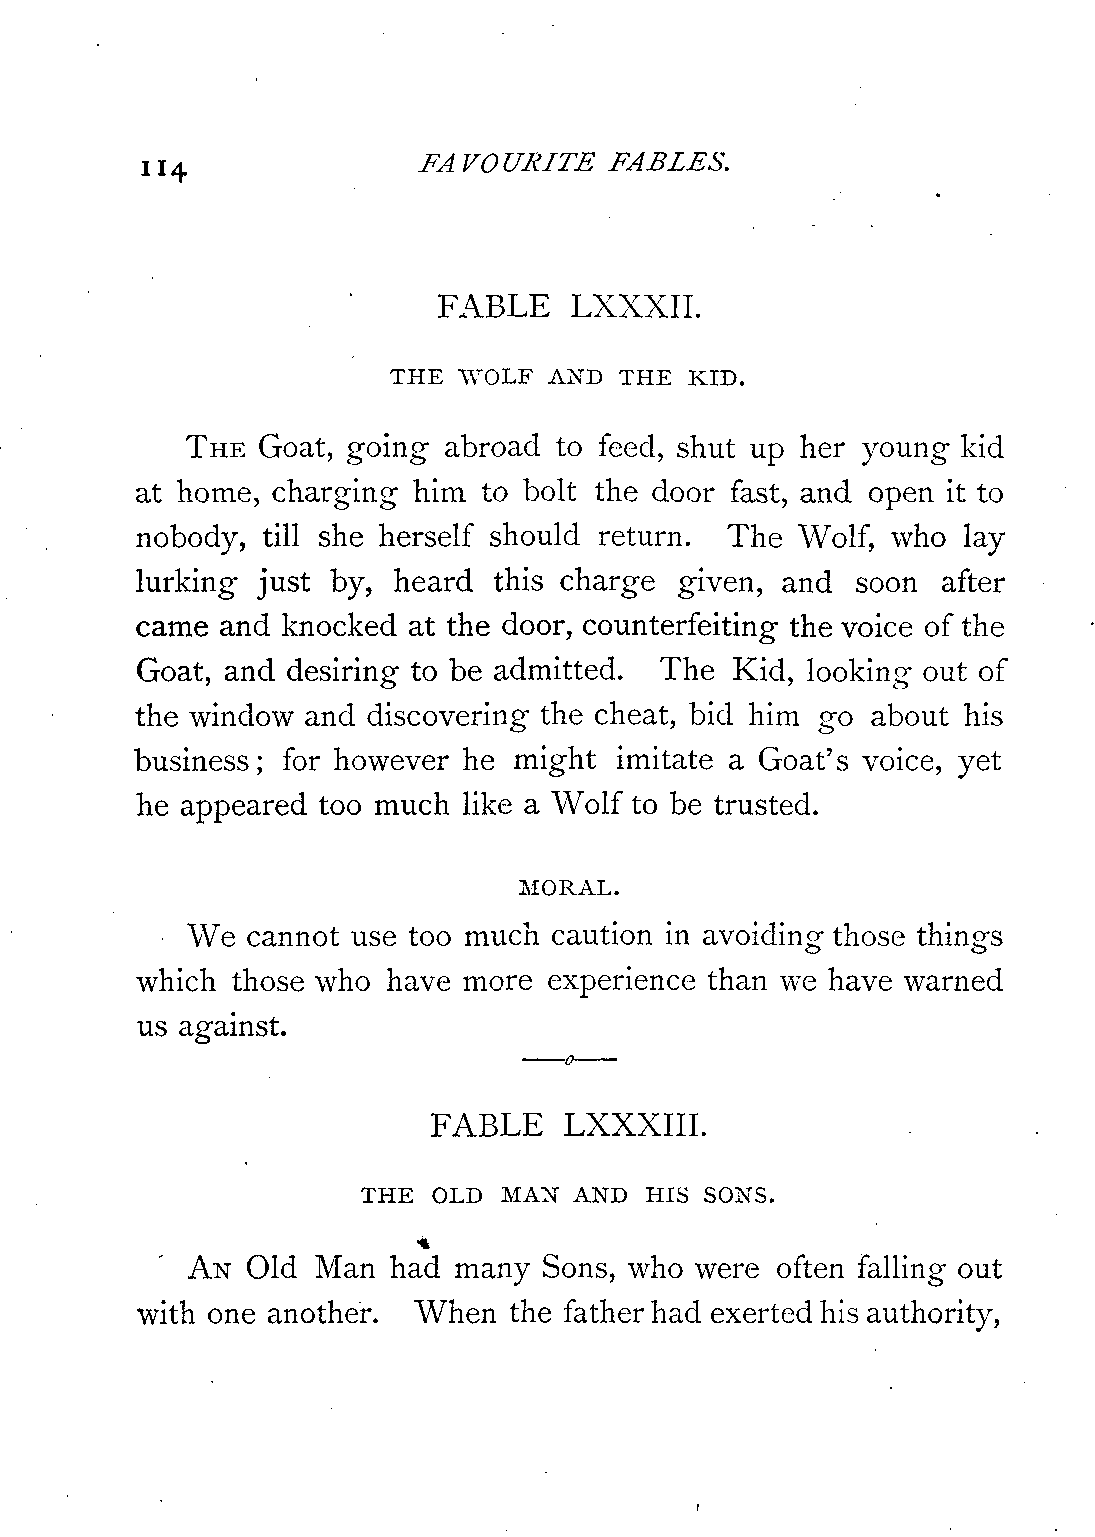 114 FAVOURITE FABLES.
FABLE LXXXII.
THE WOLF AND THE KID.
THE Goat, going abroad to feed, shut up her young kid
at home, charging him to bolt the door fast, and open it to
nobody, till she herself should return. The Wolf, who lay
lurking just by, heard this charge given, and soon after
came and knocked at the door, counterfeiting the voice of the
Goat, and desiring to be admitted. The Kid, looking out of
the window and discovering the cheat, bid him go about his
business; for however he might imitate a Goat's voice, yet
he appeared too much like a Wolf to be trusted.
MORAL.
We cannot use too much caution in avoiding those things
which those who have more experience than we have warned
us against.
FABLE LXXXIII.
THE OLD MAN AND HIS SONS.
AN Old Man had many Sons, who were often falling out
with one another. When the father had exerted his authority,